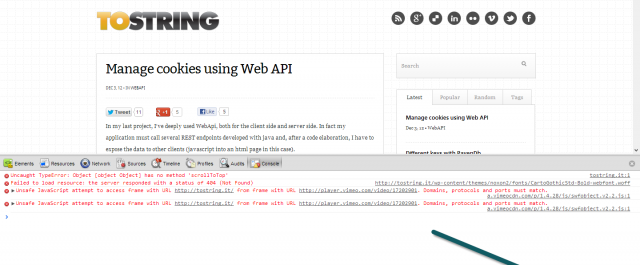 TOSTRING
Manage cookies using Web API
DEC 3, 12 • IN WEBAPI
Tweet 11 +1 5 Like 5
In my last project, I've deeply used WebApi, both for the client side and server side. In fact my
application must call several REST endpoints developed with java and, after a code elaboration, I have to
expose the data to other clients (javascript into an html page in this case).
Search
Latest Popular Random Tags
Manage cookies using Web API
Dec 3, 12 • WEBAPI
Different keys with RavenDb
Elements Resources Network Sources Timeline Profiles Audits Console
Uncaught TypeError: Object [object Object] has no method 'scrollToTop' tostring.it:1
Failed to load resource: the server responded with a status of 404 (Not Found) http://tostring.it/wp-content/themes/noxun2/fonts/CartoGothicStd-Bold-webfont.woff
Unsafe JavaScript attempt to access frame with URL http://tostring.it/ from frame with URL http://player.vimeo.com/video/17202981. Domains, protocols and ports must match.
a.vimeocdn.com/p/1.4.28/js/swfobject.v2.2.js:1
Unsafe JavaScript attempt to access frame with URL http://tostring.it/ from frame with URL http://player.vimeo.com/video/17202981. Domains, protocols and ports must match.
a.vimeocdn.com/p/1.4.28/js/swfobject.v2.2.js:1